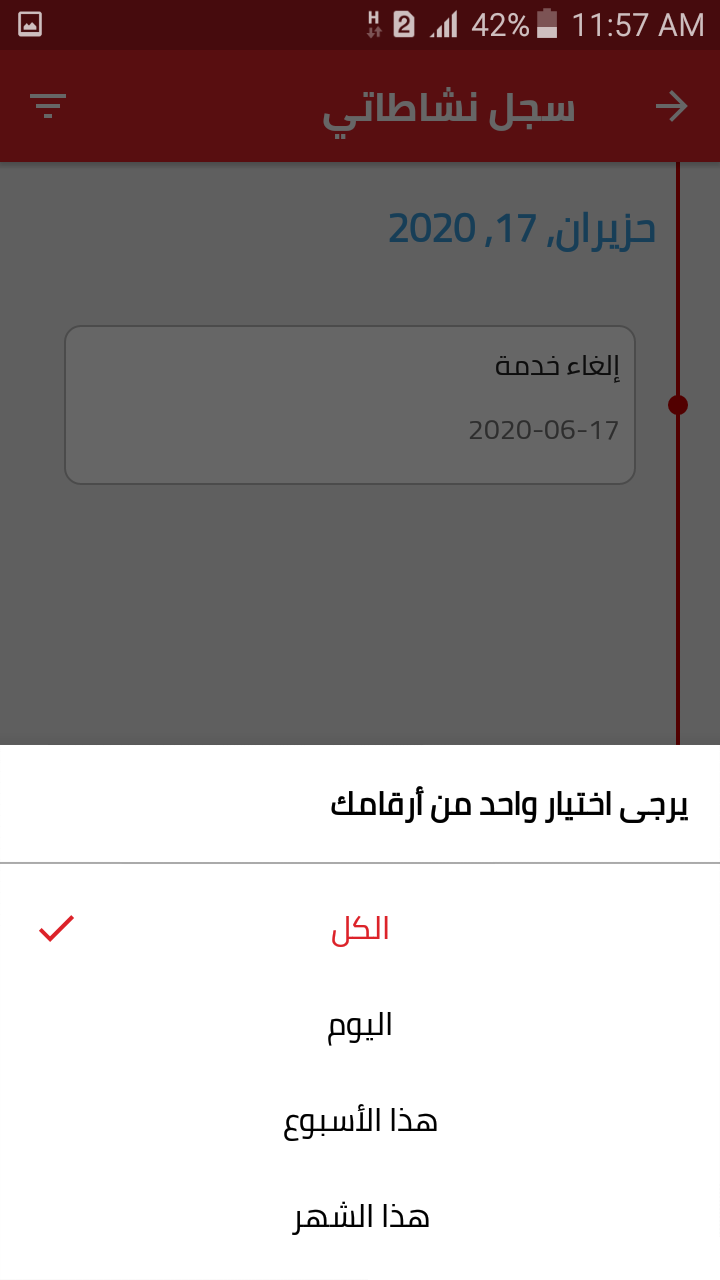 H 2 42% 11:57 AM
سجل نشاطاتي
حزيران, 17, 2020
إلغاء خدمة
2020-06-17
يرجى اختيار واحد من أرقامك
الكل
اليوم
هذا الأسبوع
هذا الشهر